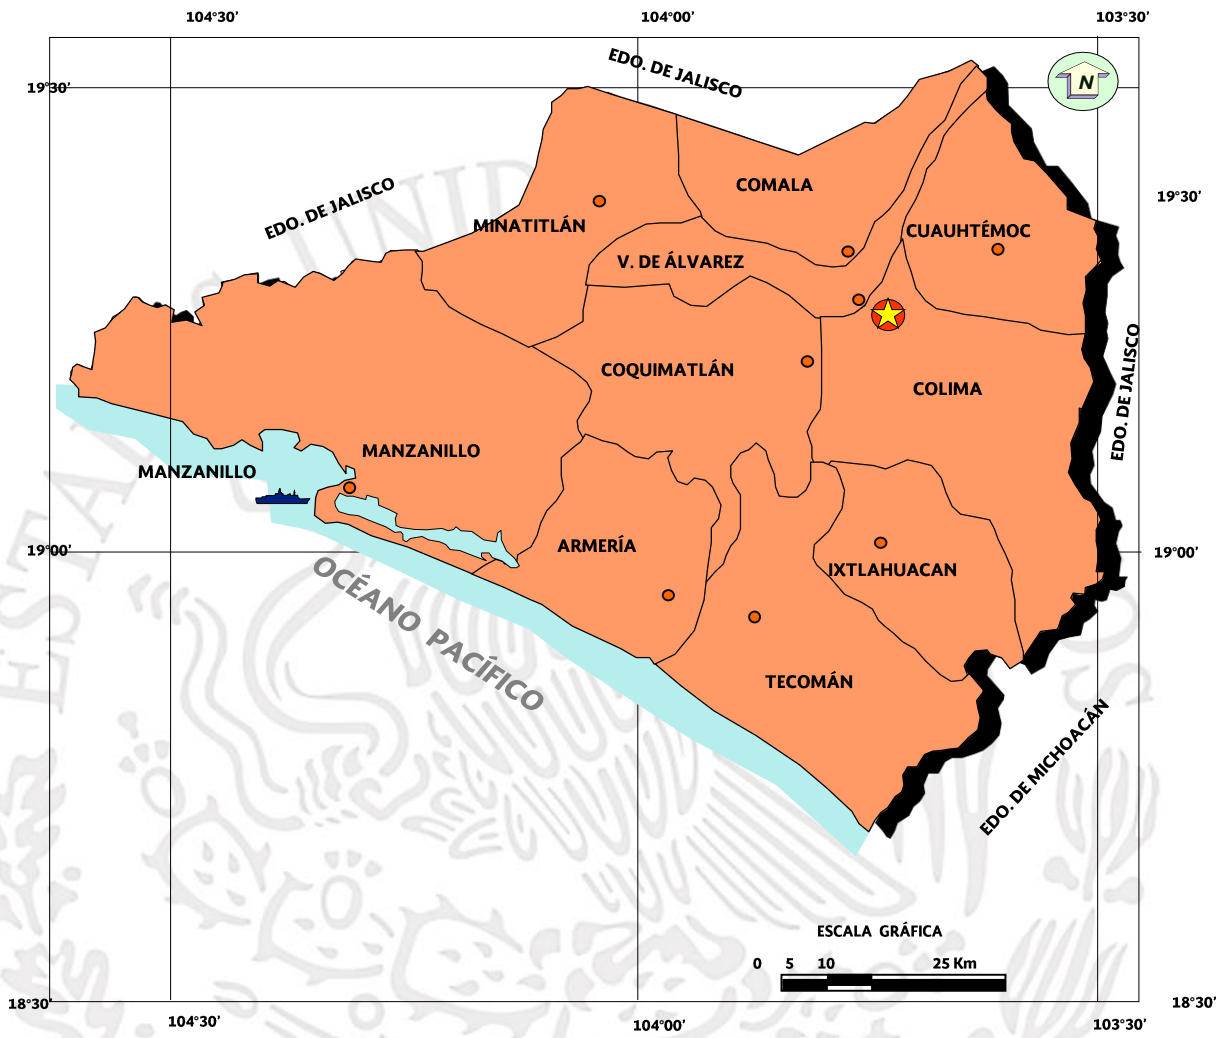 104°30’ 104°00’ 103°30’
EDO. DE JALISCO
19°30’
N
EDO. DE JALISCO
COMALA
19°30’
MINATITLÁN
CUAUHTÉMOC
V. DE ÁLVAREZ
EDO. DE JALISCO
COQUIMATLÁN
COLIMA
MANZANILLO
MANZANILLO
ARMERÍA
19°00’
19°00’
IXTLAHUACAN
OCÉANO PACÍFICO
TECOMÁN
EDO. DE MICHOACÁN
ESCALA GRÁFICA
0 5 10 25 Km
18°30’
18°30’
104°30’ 104°00’ 103°30’